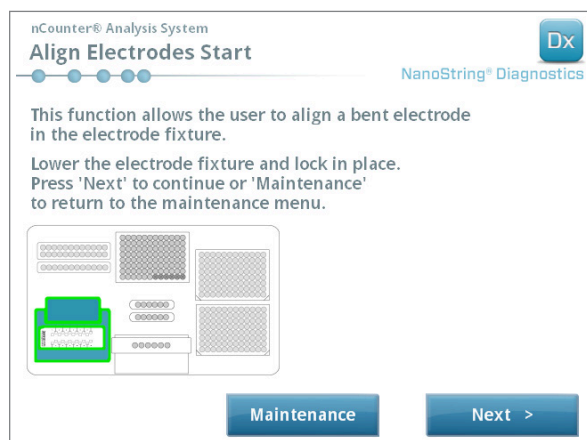 nCounter® Analysis System
Align Electrodes Start
Dx
NanoString® Diagnostics
This function allows the user to align a bent electrode
in the electrode fixture.
Lower the electrode fixture and lock in place.
Press 'Next' to continue or 'Maintenance'
to return to the maintenance menu.
Maintenance
Next >